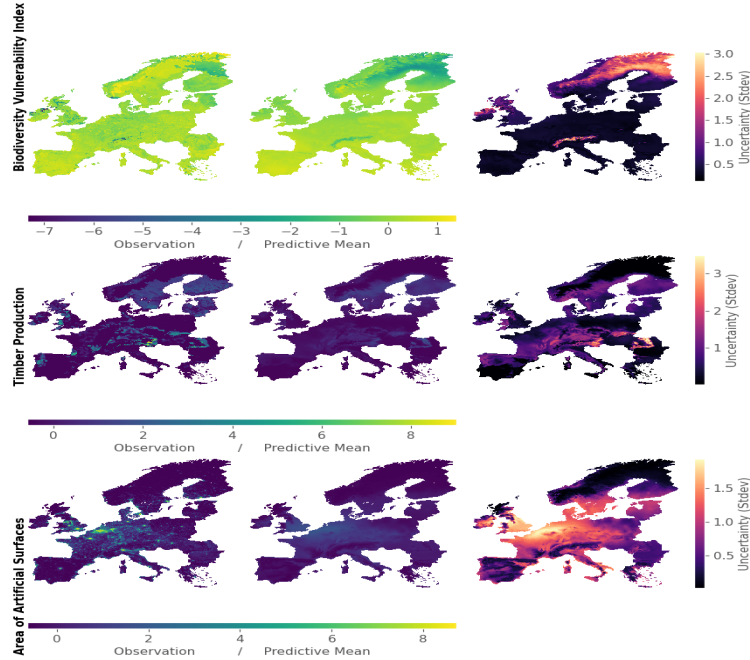 Biodiversity Vulnerability Index
3.0
2.5
2.0
1.5
1.0
0.5
Uncertainty (Stdev)
−7 −6 −5 −4 −3 −2 −1 0 1
Observation / Predictive Mean
Timber Production
3
2
1
Uncertainty (Stdev)
0 2 4 6 8
Observation / Predictive Mean
Area of Artificial Surfaces
1.5
1.0
0.5
Uncertainty (Stdev)
0 2 4 6 8
Observation / Predictive Mean